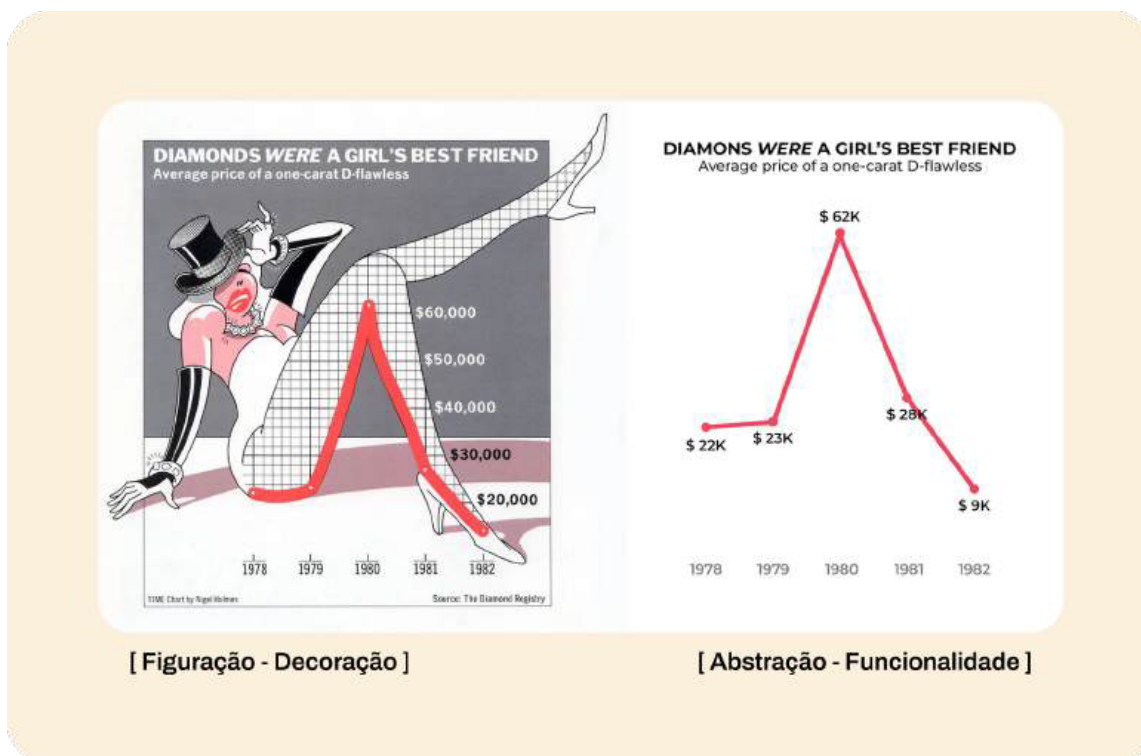 DIAMONDS WERE A GIRL'S BEST FRIEND
Average price of a one-carat D-flawless
$60,000
$50,000
$40,000
$30,000
$20,000
1978 1979 1980 1981 1982
TIME Chart by Nigel Holmes
Source: The Diamond Registry
DIAMONS WERE A GIRL'S BEST FRIEND
Average price of a one-carat D-flawless
$ 62K
$ 28K
$ 22K
$ 23K
$ 9K
1978 1979 1980 1981 1982
[ Figuração - Decoração ]
[ Abstração - Funcionalidade ]